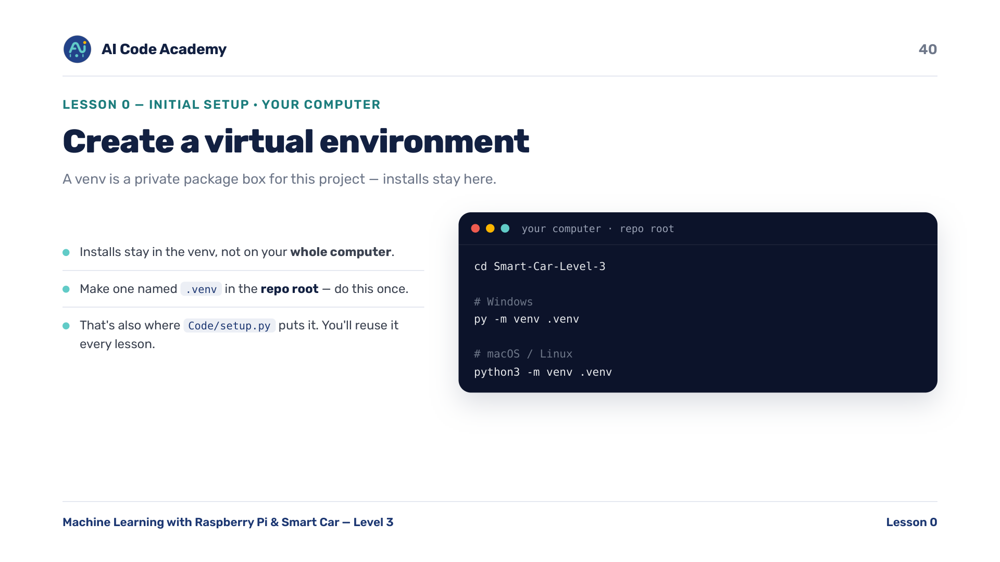 AI Code Academy
40
LESSON 0 — INITIAL SETUP · YOUR COMPUTER
Create a virtual environment
A venv is a private package box for this project — installs stay here.
Installs stay in the venv, not on your whole computer.
Make one named .venv in the repo root — do this once.
That's also where Code/setup.py puts it. You'll reuse it
every lesson.
your computer · repo root
cd Smart-Car-Level-3
# Windows
py -m venv .venv
# macOS / Linux
python3 -m venv .venv
Machine Learning with Raspberry Pi & Smart Car — Level 3
Lesson 0